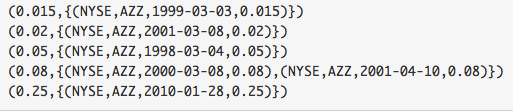 (0.015,{(NYSE,AZZ,1999-03-03,0.015)})
(0.02,{(NYSE,AZZ,2001-03-08,0.02)})
(0.05,{(NYSE,AZZ,1998-03-04,0.05)})
(0.08,{(NYSE,AZZ,2000-03-08,0.08),(NYSE,AZZ,2001-04-10,0.08)})
(0.25,{(NYSE,AZZ,2010-01-28,0.25)})